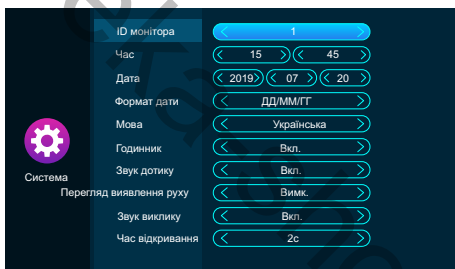 ID монітора 1
Час 15 45
Дата 2019 07 20
Формат дати ДД/ММ/ГГ
Мова Українська
Годинник Вкл.
Звук дотику Вкл.
Система
Перегляд виявлення руху Вимк.
Звук виклику Вкл.
Час відкривання 2с